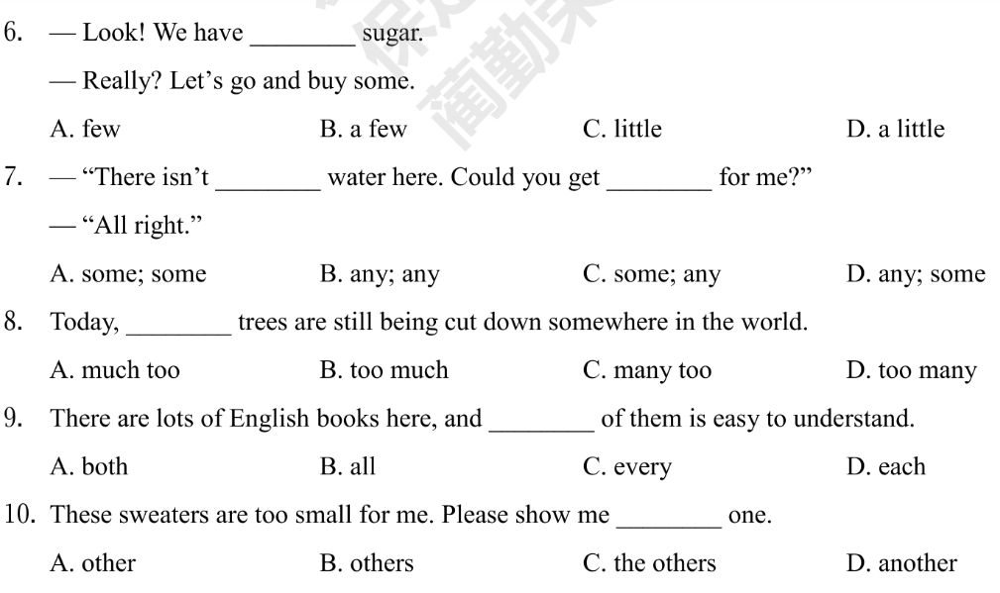 6. — Look! We have ________ sugar.
— Really? Let’s go and buy some.
A. few B. a few C. little D. a little
7. — “There isn’t ________ water here. Could you get ________ for me?”
— “All right.”
A. some; some B. any; any C. some; any D. any; some
8. Today, ________ trees are still being cut down somewhere in the world.
A. much too B. too much C. many too D. too many
9. There are lots of English books here, and ________ of them is easy to understand.
A. both B. all C. every D. each
10. These sweaters are too small for me. Please show me ________ one.
A. other B. others C. the others D. another